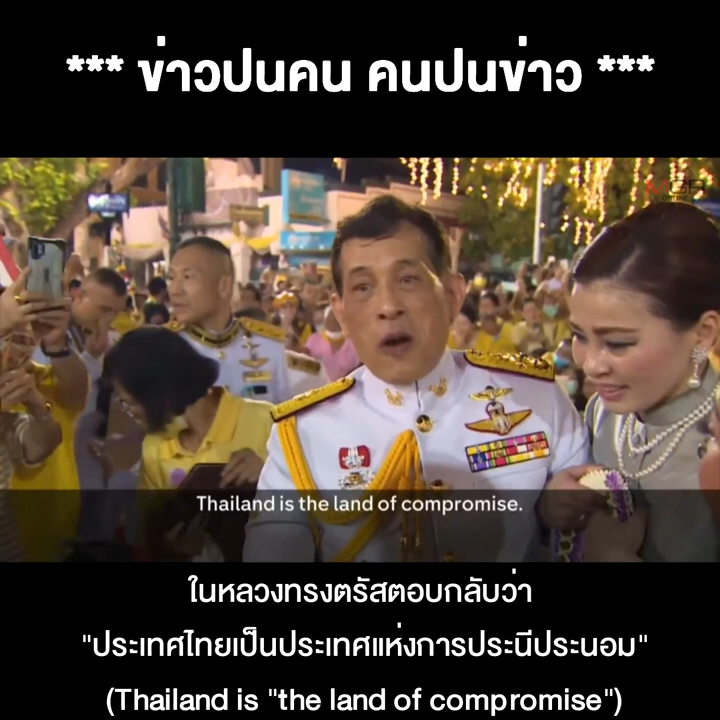 *** ข่าวปนคน คนปนข่าว ***
MGR
ONLINE
Thailand is the land of compromise.
ในหลวงทรงตรัสตอบกลับว่า
"ประเทศไทยเป็นประเทศแห่งการประนีประนอม"
(Thailand is "the land of compromise")